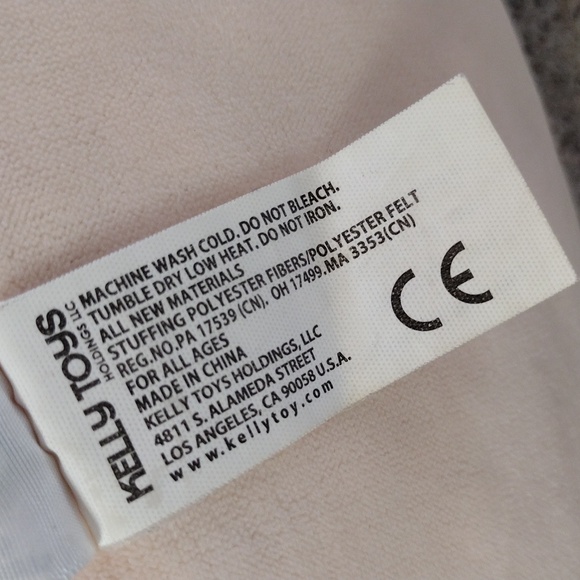 KELLY TOYS
HOLDINGS LLC
MACHINE WASH COLD. DO NOT BLEACH.
TUMBLE DRY LOW HEAT. DO NOT IRON.
ALL NEW MATERIALS
STUFFING POLYESTER FIBERS/POLYESTER FELT
REG.NO.PA 17539 (CN), OH 17499.MA 3353(CN)
FOR ALL AGES
MADE IN CHINA
KELLY TOYS HOLDINGS, LLC
4811 S. ALAMEDA STREET
LOS ANGELES, CA 90058 U.S.A.
www.kellytoy.com
CE